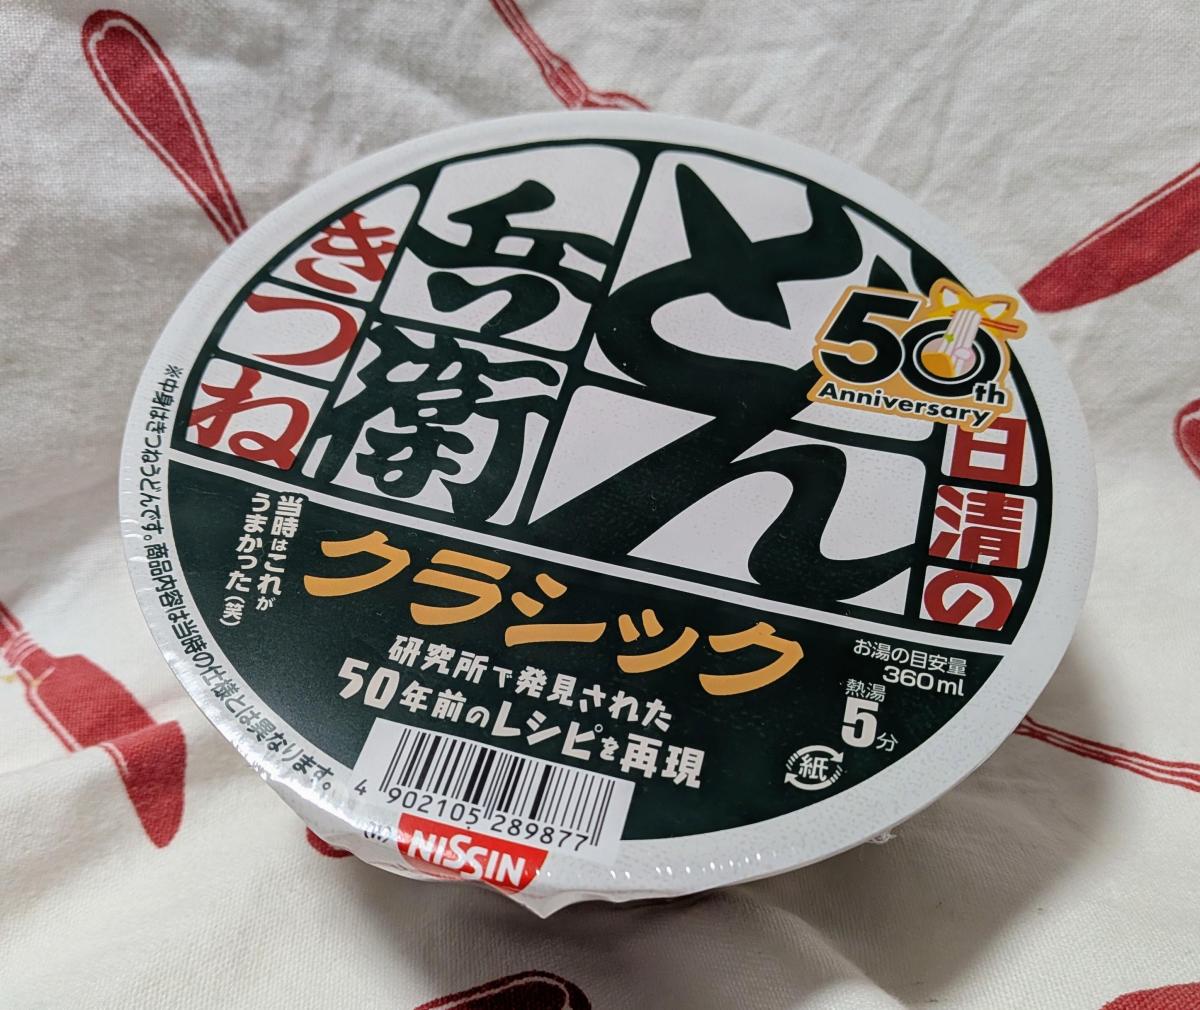 日清の
どん
兵衛
きつね
50th
Anniversary
クラシック
当時はこれが
うまかった(笑)
研究所で発見された
50年前のレシピを再現
お湯の目安量
360ml
熱湯
5分
紙
※中身はきつねうどんです。商品内容は当時の仕様とは異なります。
4 902105 289877
NISSIN